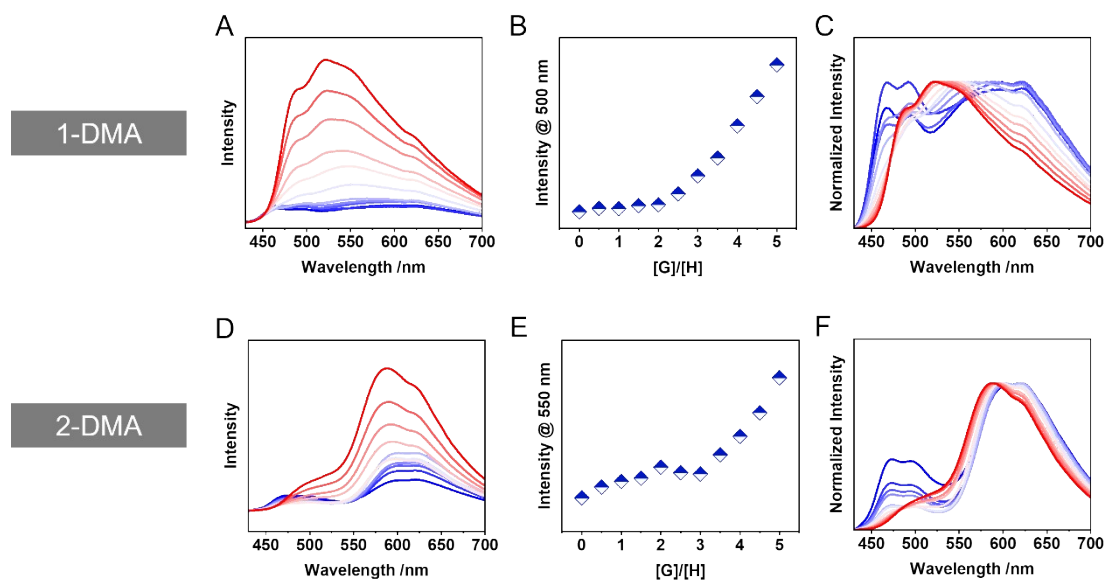 A
B
C
1-DMA
Intensity
450 500 550 600 650 700
Wavelength /nm
Intensity @ 500 nm
0 1 2 3 4 5
[G]/[H]
Normalized Intensity
450 500 550 600 650 700
Wavelength /nm
D
E
F
2-DMA
Intensity
450 500 550 600 650 700
Wavelength /nm
Intensity @ 550 nm
0 1 2 3 4 5
[G]/[H]
Normalized Intensity
450 500 550 600 650 700
Wavelength /nm